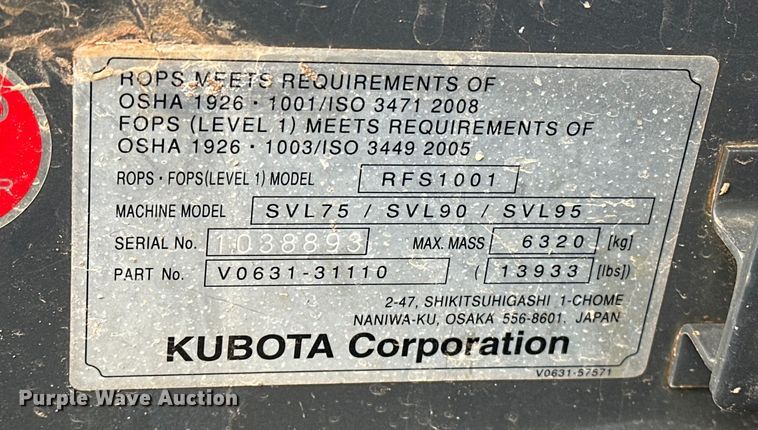 ROPS MEETS REQUIREMENTS OF
OSHA 1926 · 1001/ISO 3471 2008
FOPS (LEVEL 1) MEETS REQUIREMENTS OF
OSHA 1926 · 1003/ISO 3449 2005
ROPS · FOPS(LEVEL 1) MODEL RFS1001
MACHINE MODEL SVL75 / SVL90 / SVL95
SERIAL No. 1038893 MAX. MASS 6320 [kg]
PART No. V0631-31110 ( 13933 [lbs])
2-47, SHIKITSUHIGASHI 1-CHOME
NANIWA-KU, OSAKA 556-8601, JAPAN
KUBOTA Corporation
V0631-57571
Purple Wave Auction